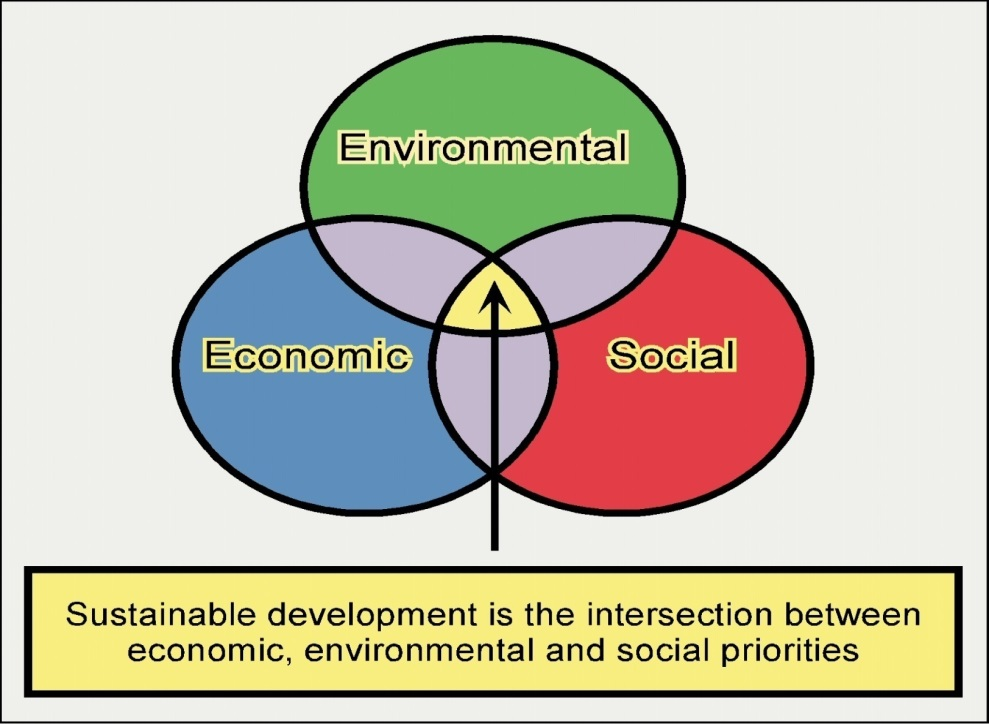 Environmental
Economic
Social
Sustainable development is the intersection between
economic, environmental and social priorities